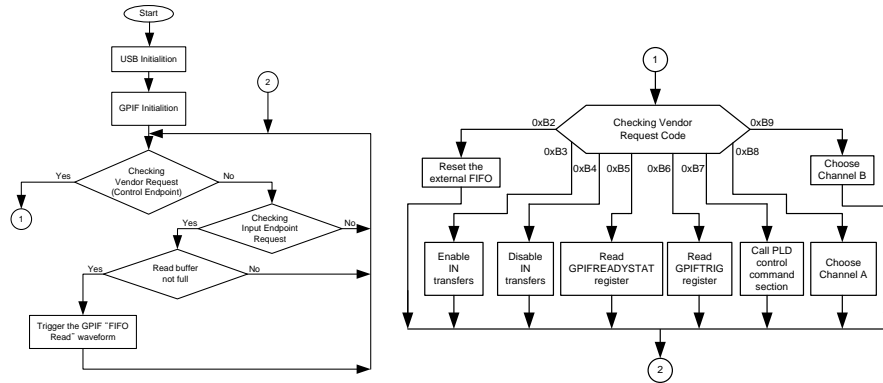 Start
USB Initialition
GPIF Initialition
2
Checking
Vendor Request
(Control Endpoint)
Yes
No
1
Checking
Input Endpoint
Request
Yes
No
Read buffer
not full
Yes
No
Trigger the GPIF ¨FIFO
Read¨ waveform
1
Checking Vendor
Request Code
0xB2
0xB3
0xB4
0xB5
0xB6
0xB7
0xB8
0xB9
Reset the
external FIFO
Choose
Channel B
Enable
IN
transfers
Disable
IN
transfers
Read
GPIFREADYSTAT
register
Read
GPIFTRIG
register
Call PLD
control
command
section
Choose
Channel A
2